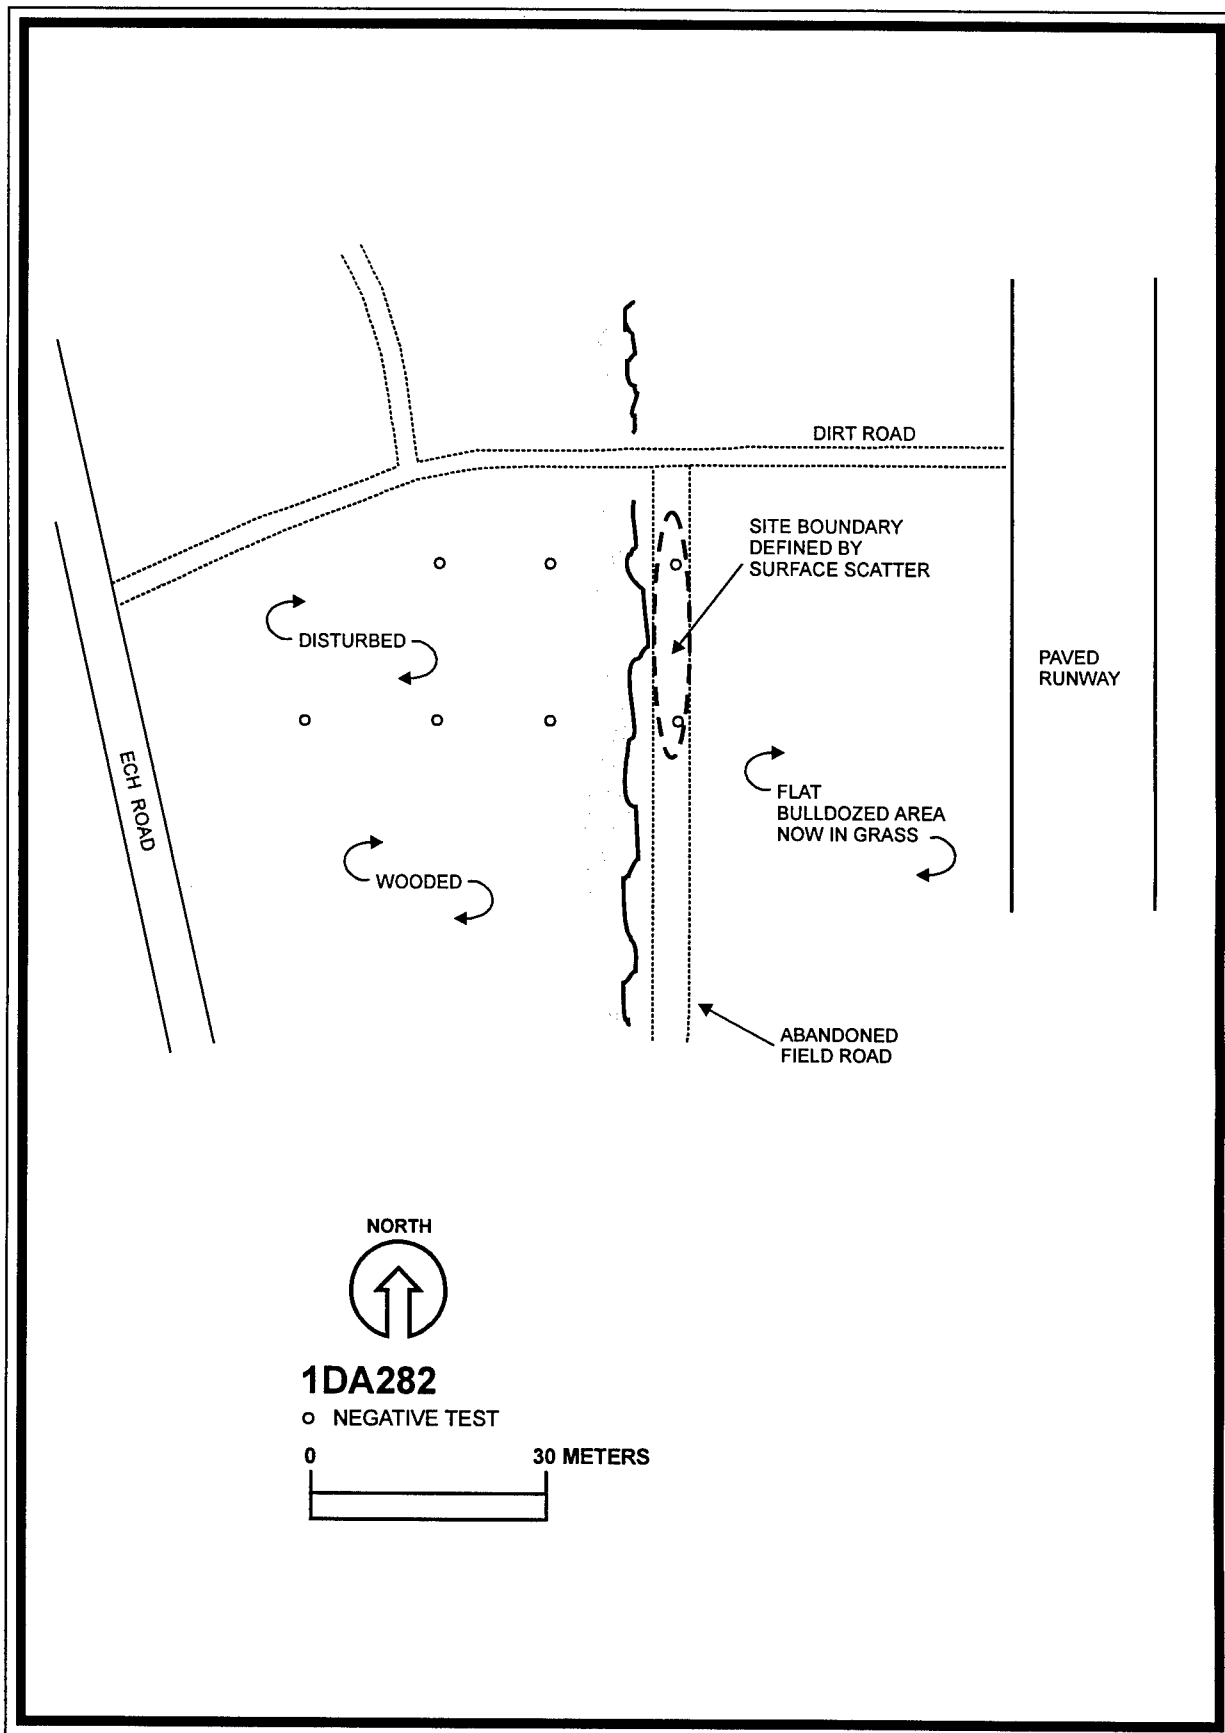 DIRT ROAD
SITE BOUNDARY
DEFINED BY
SURFACE SCATTER
DISTURBED
PAVED
RUNWAY
ECH ROAD
FLAT
BULLDOZED AREA
NOW IN GRASS
WOODED
ABANDONED
FIELD ROAD
NORTH
1DA282
NEGATIVE TEST
0 30 METERS